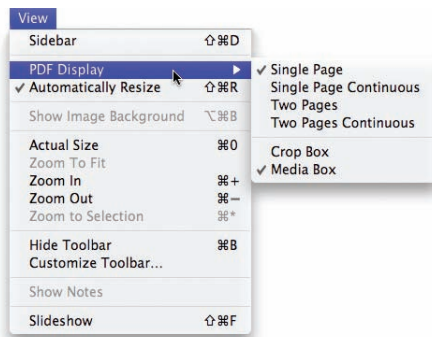 View
Sidebar ⇧⌘D
PDF Display ▶
✓ Automatically Resize ⇧⌘R
Show Image Background ⌥⌘B
Actual Size ⌘0
Zoom To Fit
Zoom In ⌘+
Zoom Out ⌘−
Zoom to Selection ⌘*
Hide Toolbar ⌘B
Customize Toolbar...
Show Notes
Slideshow ⇧⌘F
✓ Single Page
Single Page Continuous
Two Pages
Two Pages Continuous
Crop Box
✓ Media Box